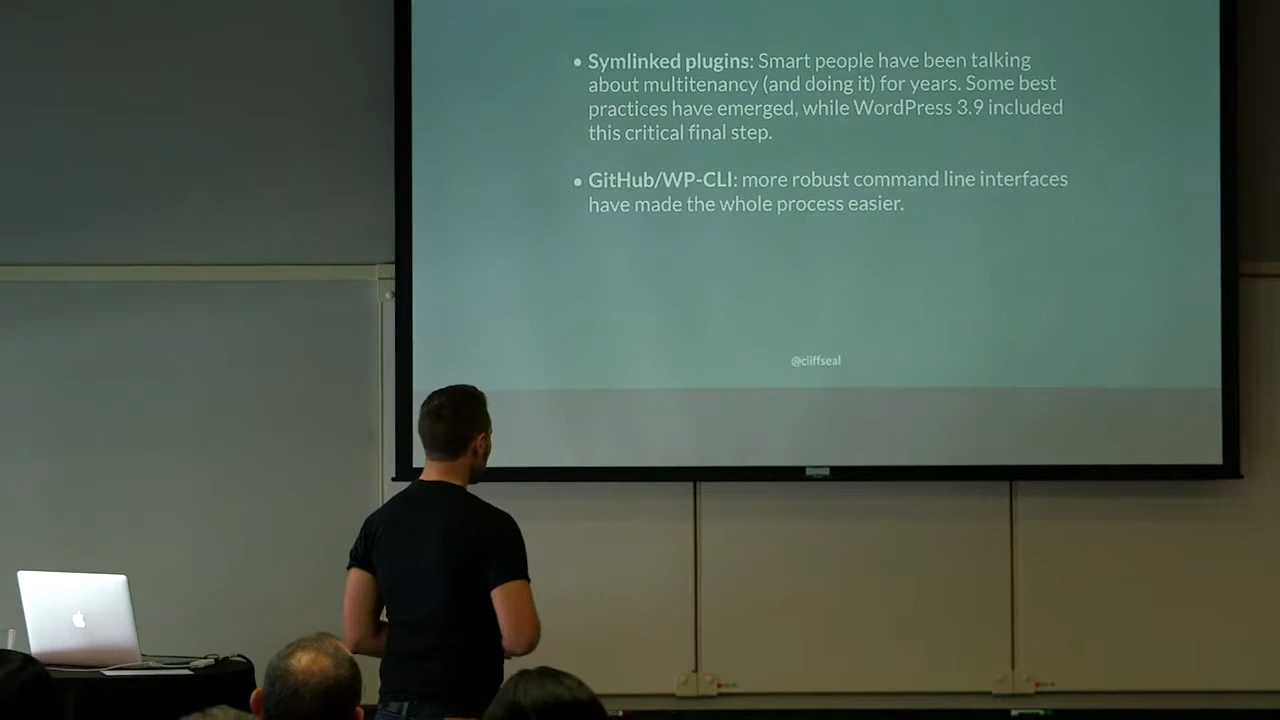 • Symlinked plugins: Smart people have been talking
about multitenancy (and doing it) for years. Some best
practices have emerged, while WordPress 3.9 included
this critical final step.
• GitHub/WP-CLI: more robust command line interfaces
have made the whole process easier.
@cliffseal